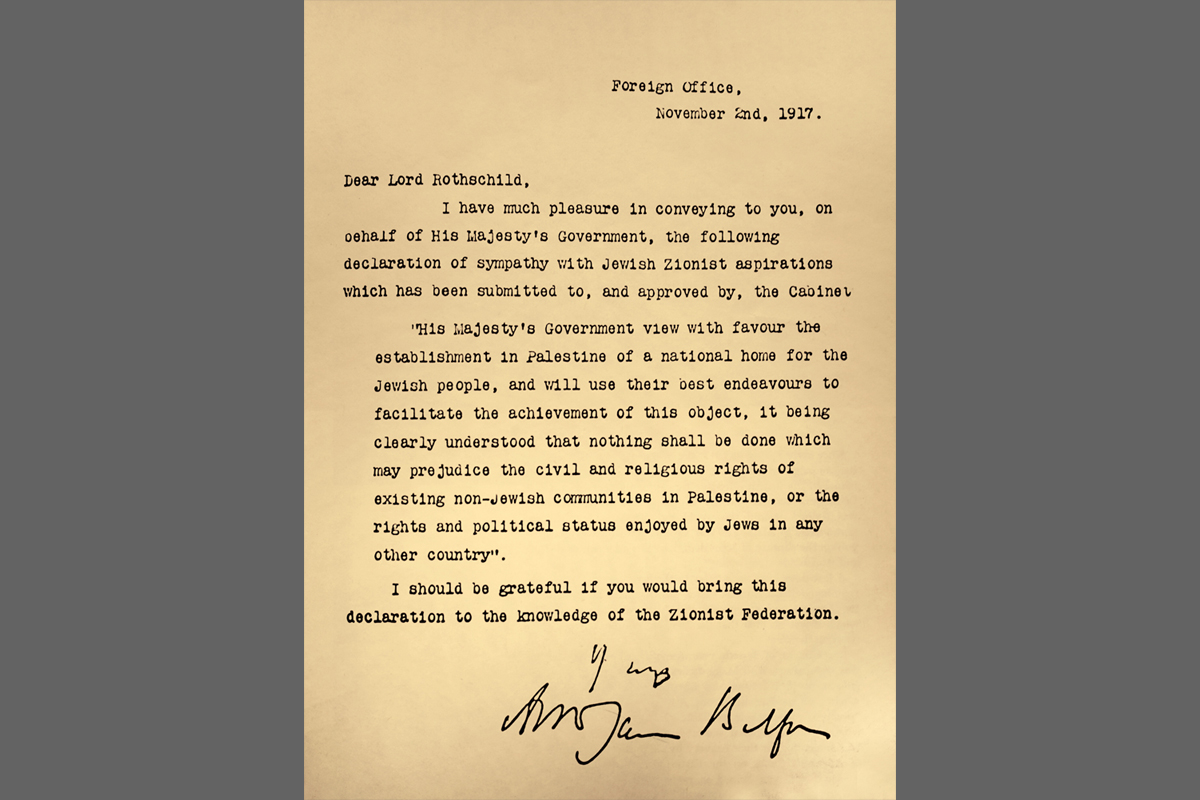 Foreign Office,
November 2nd, 1917.
Dear Lord Rothschild,
I have much pleasure in conveying to you, on
behalf of His Majesty's Government, the following
declaration of sympathy with Jewish Zionist aspirations
which has been submitted to, and approved by, the Cabinet
"His Majesty's Government view with favour the
establishment in Palestine of a national home for the
Jewish people, and will use their best endeavours to
facilitate the achievement of this object, it being
clearly understood that nothing shall be done which
may prejudice the civil and religious rights of
existing non-Jewish communities in Palestine, or the
rights and political status enjoyed by Jews in any
other country".
I should be grateful if you would bring this
declaration to the knowledge of the Zionist Federation.
Arthur James Balfour